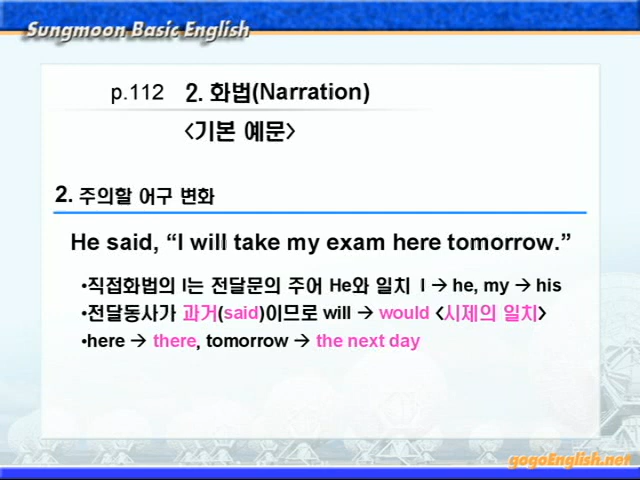 Sungmoon Basic English
p.112 2. 화법(Narration)
<기본 예문>
2. 주의할 어구 변화
He said, “I will take my exam here tomorrow.”
•직접화법의 I는 전달문의 주어 He와 일치 I → he, my → his
•전달동사가 과거(said)이므로 will → would <시제의 일치>
•here → there, tomorrow → the next day
gogoEnglish.net